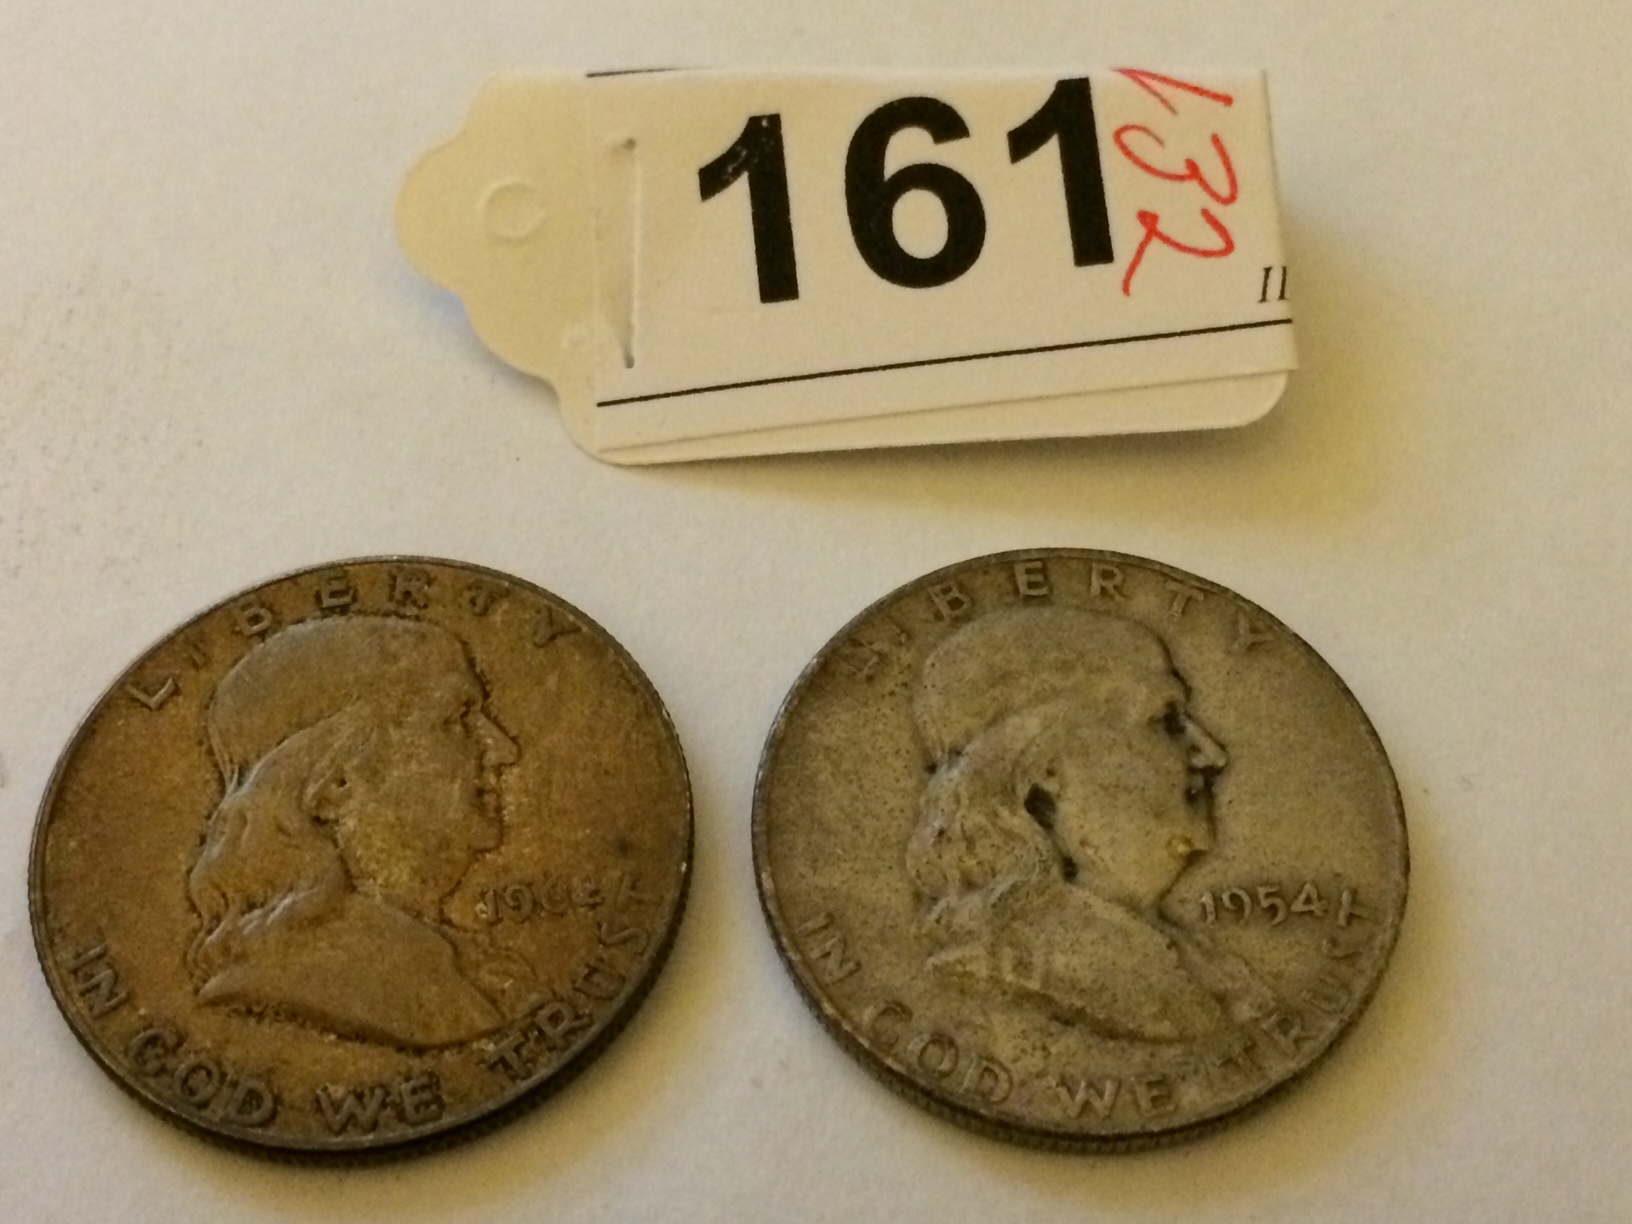 161
132
LIBERTY
IN GOD WE TRUST
LIBERTY
1954
IN GOD WE TRUST